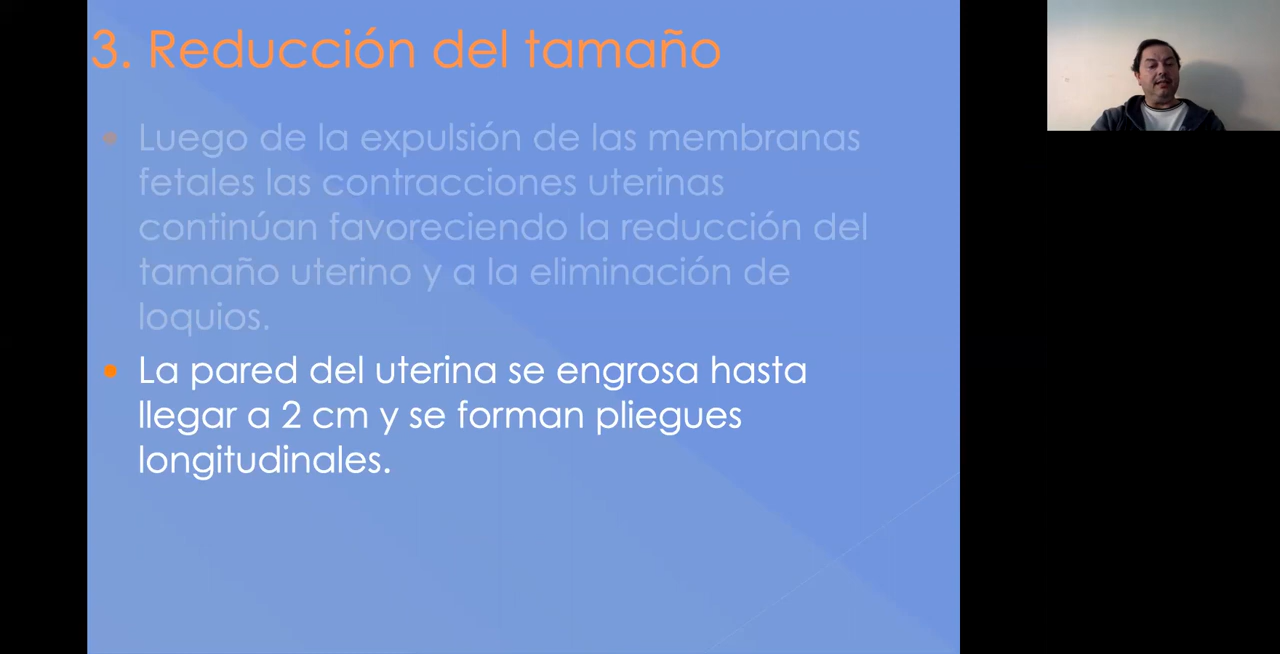 3. Reducción del tamaño
Luego de la expulsión de las membranas
fetales las contracciones uterinas
continúan favoreciendo la reducción del
tamaño uterino y a la eliminación de
loquios.
La pared del uterina se engrosa hasta
llegar a 2 cm y se forman pliegues
longitudinales.